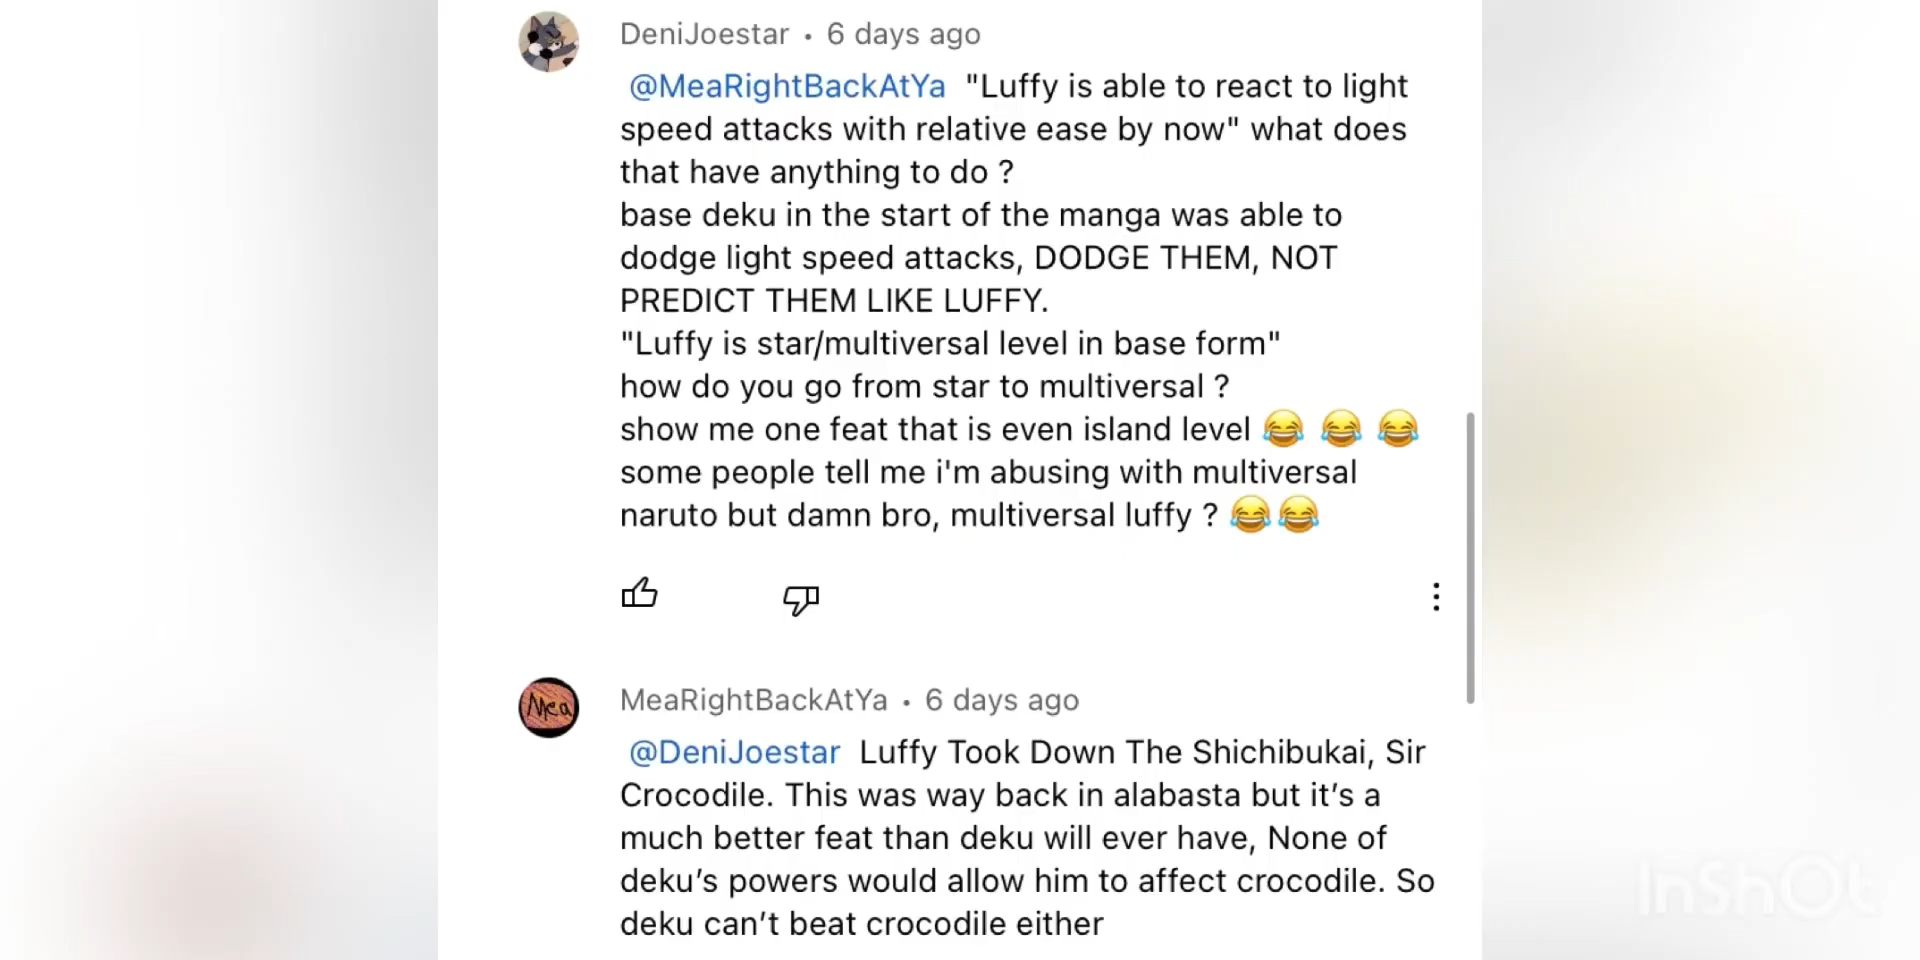 DeniJoestar • 6 days ago
@MeaRightBackAtYa "Luffy is able to react to light
speed attacks with relative ease by now" what does
that have anything to do ?
base deku in the start of the manga was able to
dodge light speed attacks, DODGE THEM, NOT
PREDICT THEM LIKE LUFFY.
"Luffy is star/multiversal level in base form"
how do you go from star to multiversal ?
show me one feat that is even island level 😂 😂 😂
some people tell me i'm abusing with multiversal
naruto but damn bro, multiversal luffy ? 😂😂
Mea
MeaRightBackAtYa • 6 days ago
@DeniJoestar Luffy Took Down The Shichibukai, Sir
Crocodile. This was way back in alabasta but it’s a
much better feat than deku will ever have, None of
deku’s powers would allow him to affect crocodile. So
deku can’t beat crocodile either
InShOt